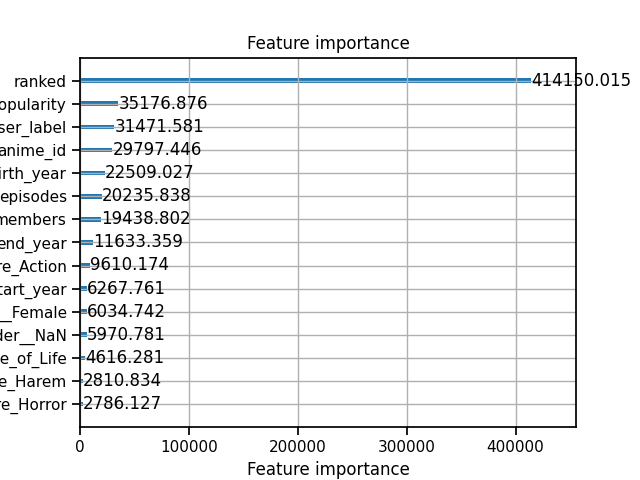 Feature importance
ranked 414150.015
opularity 35176.876
ser_label 31471.581
anime_id 29797.446
irth_year 22509.027
episodes 20235.838
members 19438.802
end_year 11633.359
re_Action 9610.174
tart_year 6267.761
_Female 6034.742
der__NaN 5970.781
e_of_Life 4616.281
e_Harem 2810.834
re_Horror 2786.127
0 100000 200000 300000 400000
Feature importance